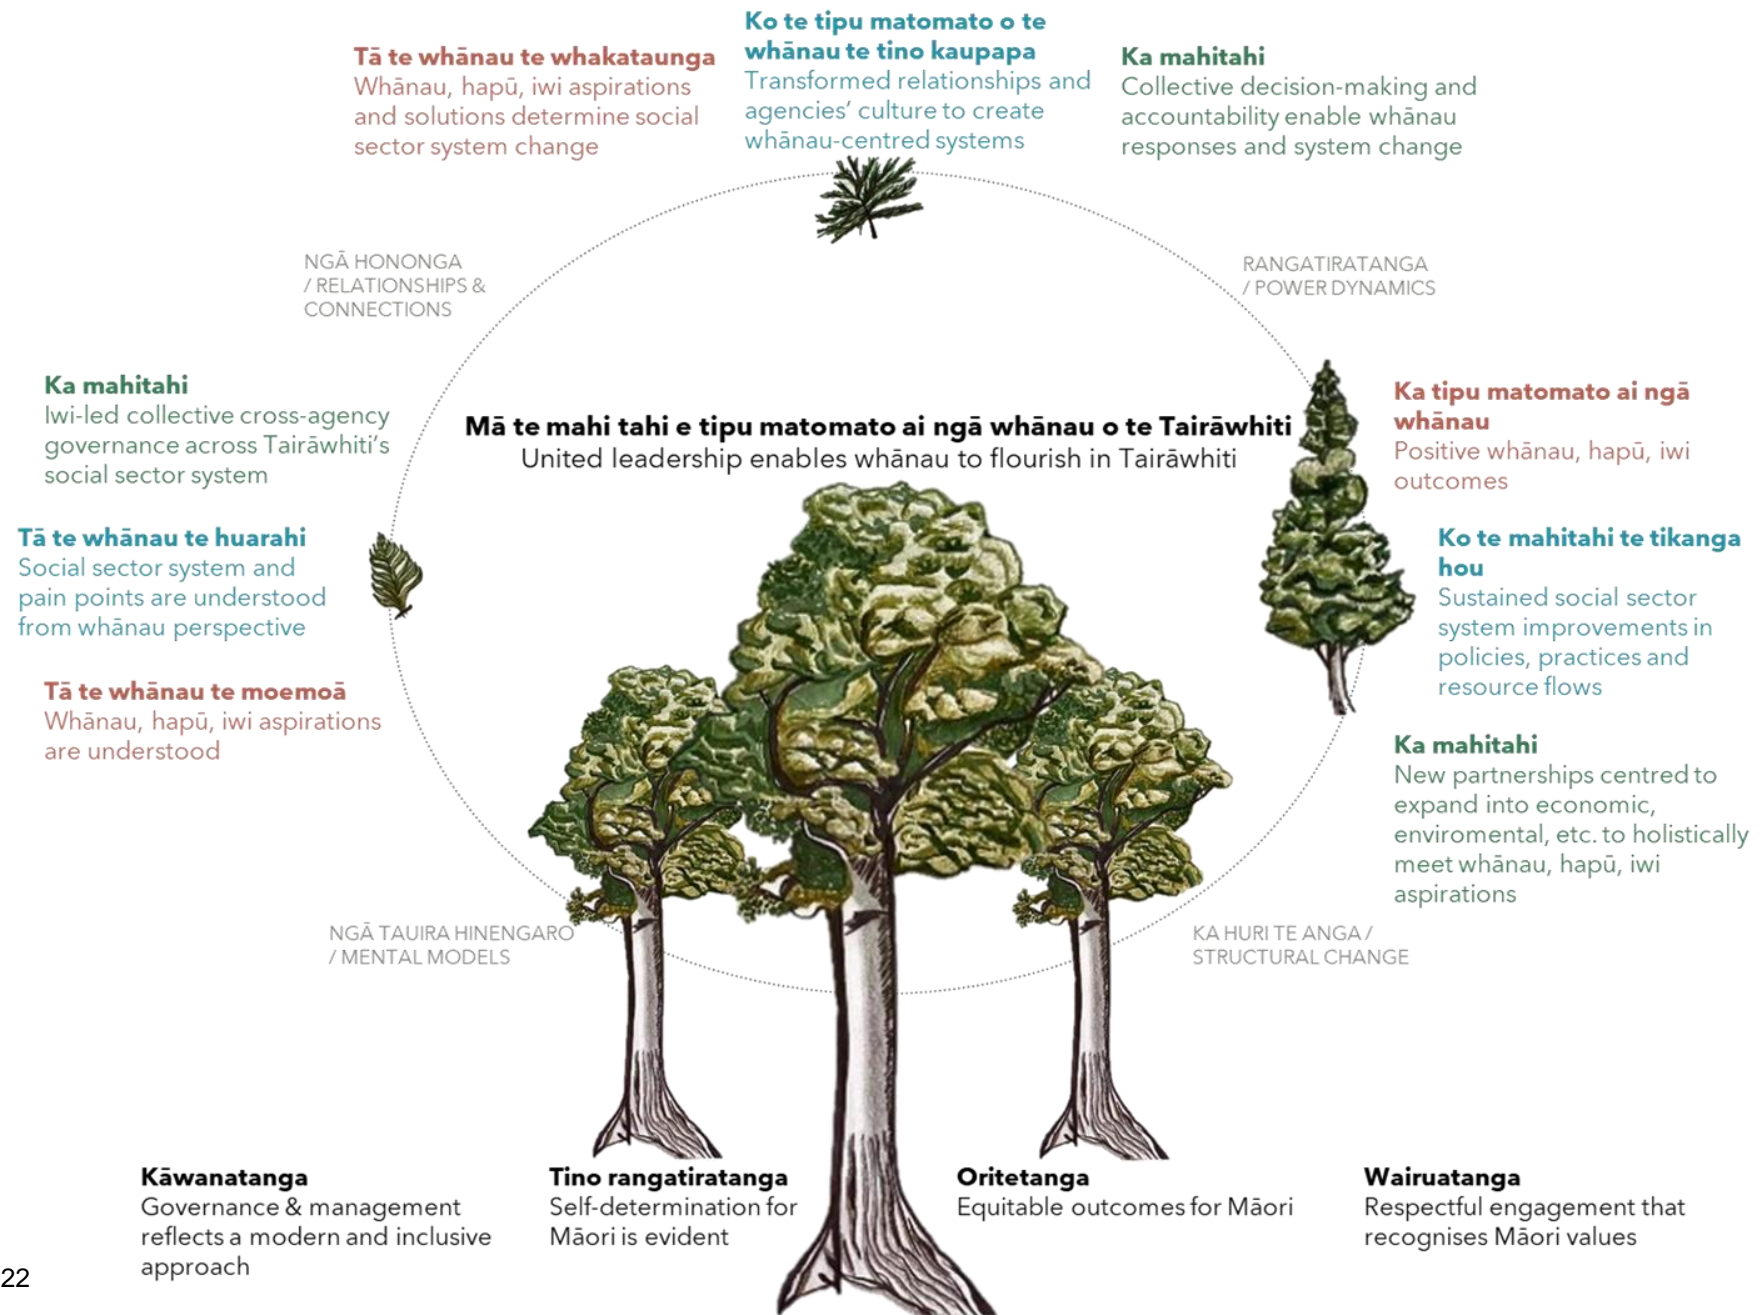 Tā te whānau te whakataunga
Whānau, hapū, iwi aspirations
and solutions determine social
sector system change
Ko te tipu matomato o te
whānau te tino kaupapa
Transformed relationships and
agencies’ culture to create
whānau-centred systems
Ka mahitahi
Collective decision-making and
accountability enable whānau
responses and system change
NGĀ HONONGA
/ RELATIONSHIPS &
CONNECTIONS
RANGATIRATANGA
/ POWER DYNAMICS
Ka mahitahi
Iwi-led collective cross-agency
governance across Tairāwhiti’s
social sector system
Tā te whānau te huarahi
Social sector system and
pain points are understood
from whānau perspective
Tā te whānau te moemoā
Whānau, hapū, iwi aspirations
are understood
Mā te mahi tahi e tipu matomato ai ngā whānau o te Tairāwhiti
United leadership enables whānau to flourish in Tairāwhiti
Ka tipu matomato ai ngā
whānau
Positive whānau, hapū, iwi
outcomes
Ko te mahitahi te tikanga
hou
Sustained social sector
system improvements in
policies, practices and
resource flows
Ka mahitahi
New partnerships centred to
expand into economic,
enviromental, etc. to holistically
meet whānau, hapū, iwi
aspirations
NGĀ TAUIRA HINENGARO
/ MENTAL MODELS
KA HURI TE ANGA /
STRUCTURAL CHANGE
Kāwanatanga
Governance & management
reflects a modern and inclusive
approach
Tino rangatiratanga
Self-determination for
Māori is evident
Oritetanga
Equitable outcomes for Māori
Wairuatanga
Respectful engagement that
recognises Māori values
22